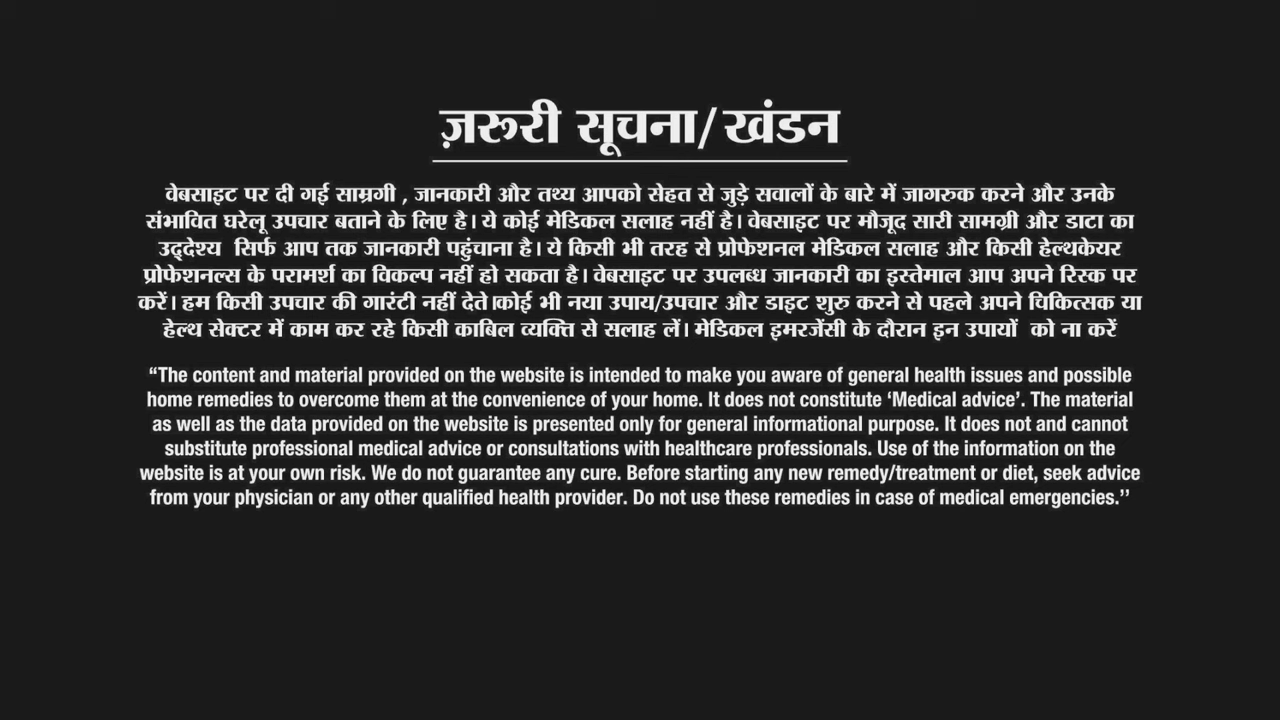 ज़रूरी सूचना/खंडन
वेबसाइट पर दी गई साम्रगी , जानकारी और तथ्य आपको सेहत से जुड़े सवालों के बारे में जागरुक करने और उनके
संभावित घरेलू उपचार बताने के लिए है। ये कोई मेडिकल सलाह नहीं है। वेबसाइट पर मौजूद सारी सामग्री और डाटा का
उद्देश्य सिर्फ आप तक जानकारी पहुंचाना है। ये किसी भी तरह से प्रोफेशनल मेडिकल सलाह और किसी हेल्थकेयर
प्रोफेशनल्स के परामर्श का विकल्प नहीं हो सकता है। वेबसाइट पर उपलब्ध जानकारी का इस्तेमाल आप अपने रिस्क पर
करें। हम किसी उपचार की गारंटी नहीं देते।कोई भी नया उपाय/उपचार और डाइट शुरु करने से पहले अपने चिकित्सक या
हेल्थ सेक्टर में काम कर रहे किसी काबिल व्यक्ति से सलाह लें। मेडिकल इमरजेंसी के दौरान इन उपायों को ना करें
“The content and material provided on the website is intended to make you aware of general health issues and possible
home remedies to overcome them at the convenience of your home. It does not constitute ‘Medical advice’. The material
as well as the data provided on the website is presented only for general informational purpose. It does not and cannot
substitute professional medical advice or consultations with healthcare professionals. Use of the information on the
website is at your own risk. We do not guarantee any cure. Before starting any new remedy/treatment or diet, seek advice
from your physician or any other qualified health provider. Do not use these remedies in case of medical emergencies.’’